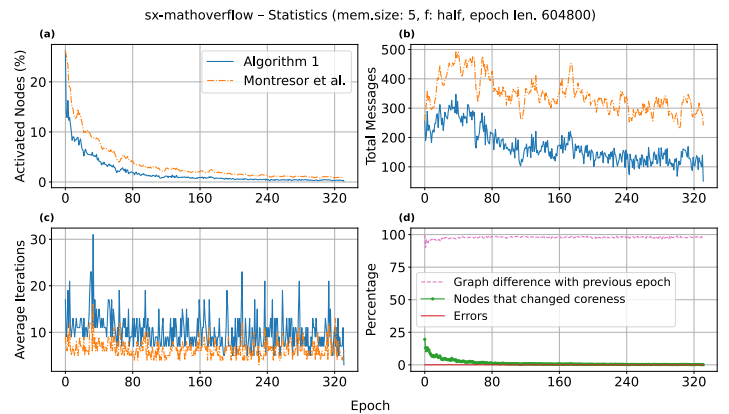 sx-mathoverflow – Statistics (mem.size: 5, f: half, epoch len. 604800)
(a)
Activated Nodes (%)
20
10
0
0 80 160 240 320
Algorithm 1
Montresor et al.
(b)
Total Messages
500
400
300
200
100
0 80 160 240 320
(c)
Average Iterations
30
20
10
0 80 160 240 320
(d)
Percentage
100
75
50
25
0
0 80 160 240 320
Graph difference with previous epoch
Nodes that changed coreness
Errors
Epoch